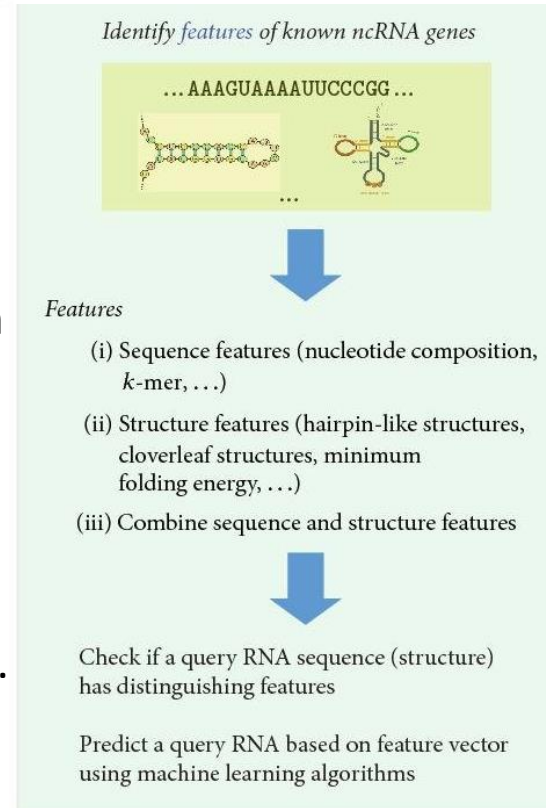 Identify features of known ncRNA genes
...AAAGUAAAAUUCCCGG...
...
Features
(i) Sequence features (nucleotide composition,
k-mer, ...)
(ii) Structure features (hairpin-like structures,
cloverleaf structures, minimum
folding energy, ...)
(iii) Combine sequence and structure features
Check if a query RNA sequence (structure)
has distinguishing features
Predict a query RNA based on feature vector
using machine learning algorithms